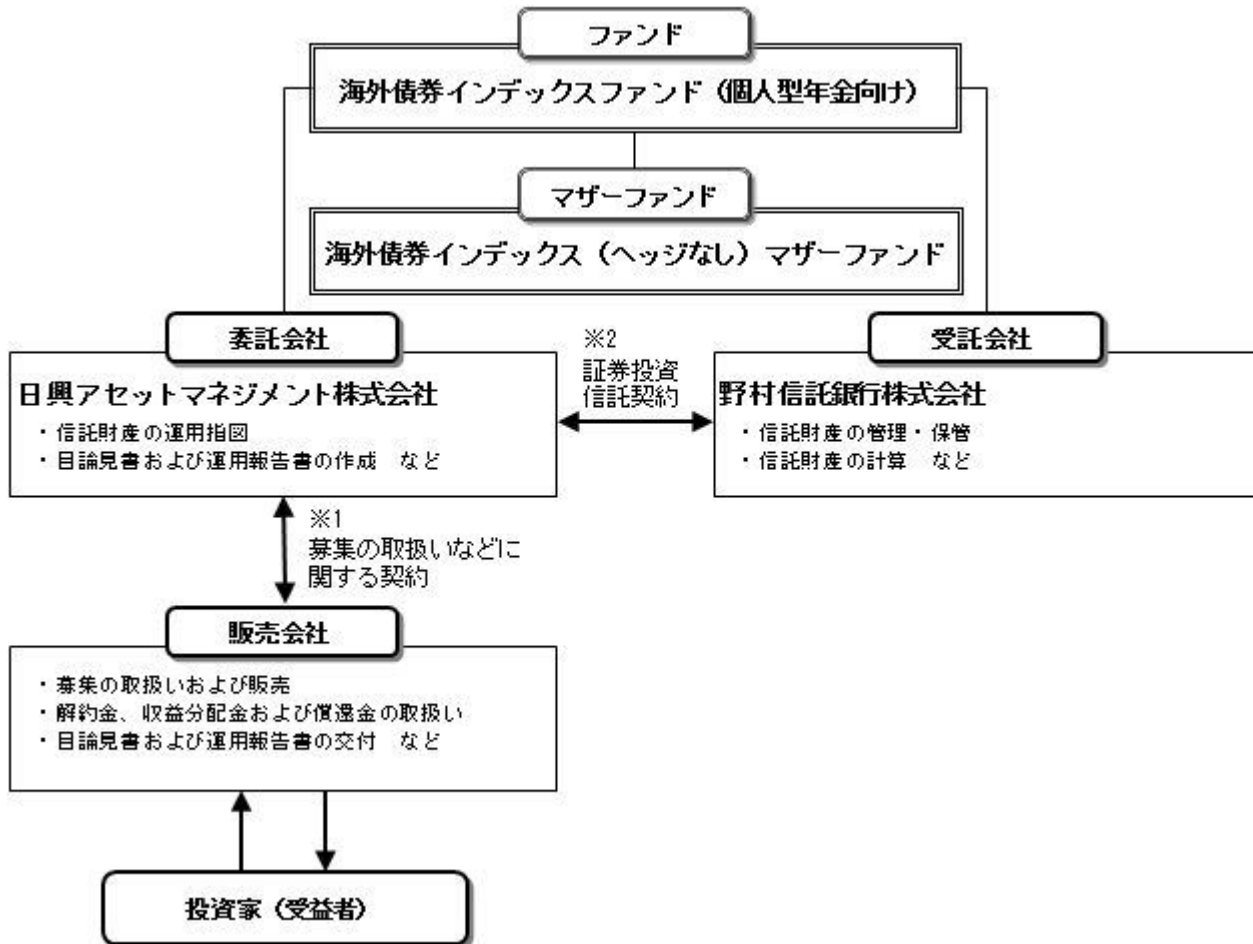 ファンド
海外債券インデックスファンド（個人型年金向け）
マザーファンド
海外債券インデックス（ヘッジなし）マザーファンド
委託会社
日興アセットマネジメント株式会社
・信託財産の運用指図
・目論見書および運用報告書の作成　など
※2
証券投資
信託契約
受託会社
野村信託銀行株式会社
・信託財産の管理・保管
・信託財産の計算　など
※1
募集の取扱いなどに
関する契約
販売会社
・募集の取扱いおよび販売
・解約金、収益分配金および償還金の取扱い
・目論見書および運用報告書の交付　など
投資家（受益者）